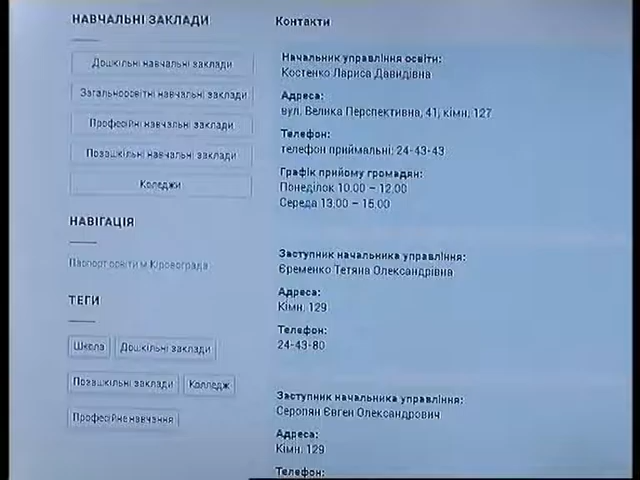 НАВЧАЛЬНІ ЗАКЛАДИ
Дошкільні навчальні заклади
Загальноосвітні навчальні заклади
Професійні навчальні заклади
Позашкільні навчальні заклади
Коледжи
НАВІГАЦІЯ
Паспорт освіти м.Кіровограда
ТЕГИ
Школа
Дошкільні заклади
Позашкільні заклади
Колледж
Професійне навчання
Контакти
Начальник управління освіти:
Костенко Лариса Давидівна
Адреса:
вул. Велика Перспективна, 41, кімн. 127
Телефон:
телефон приймальні: 24-43-43
Графік прийому громадян:
Понеділок 10.00 – 12.00
Середа 13.00 – 15.00
Заступник начальника управління:
Єременко Тетяна Олександрівна
Адреса:
Кімн. 129
Телефон:
24-43-80
Заступник начальника управління:
Серопян Євген Олександрович
Адреса:
Кімн. 129
Телефон: